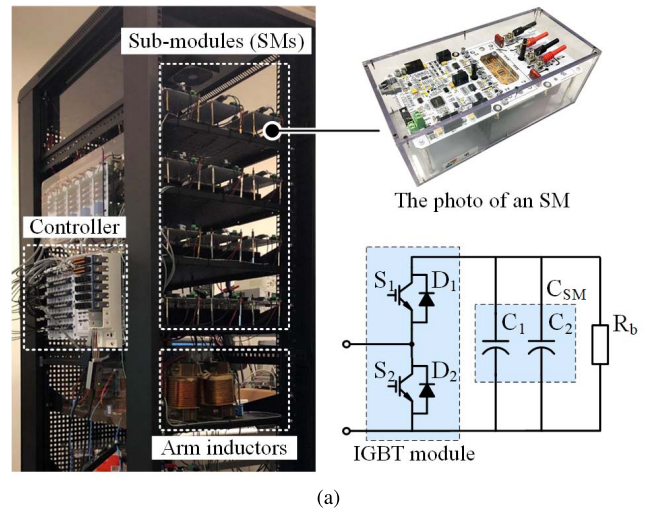 Sub-modules (SMs)
The photo of an SM
Controller
S1
D1
CSM
C1
C2
Rb
S2
D2
Arm inductors
IGBT module
(a)